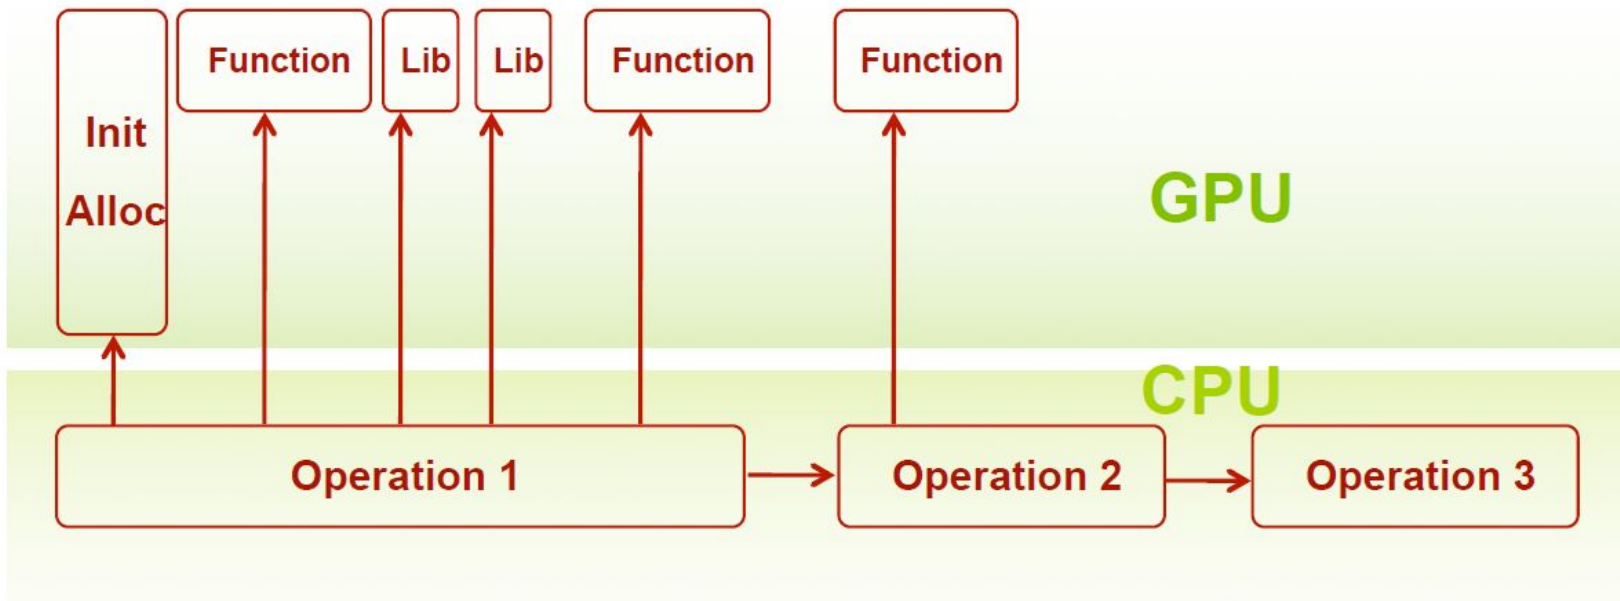 Function
Lib
Lib
Function
Function
Init
Alloc
GPU
CPU
Operation 1
Operation 2
Operation 3